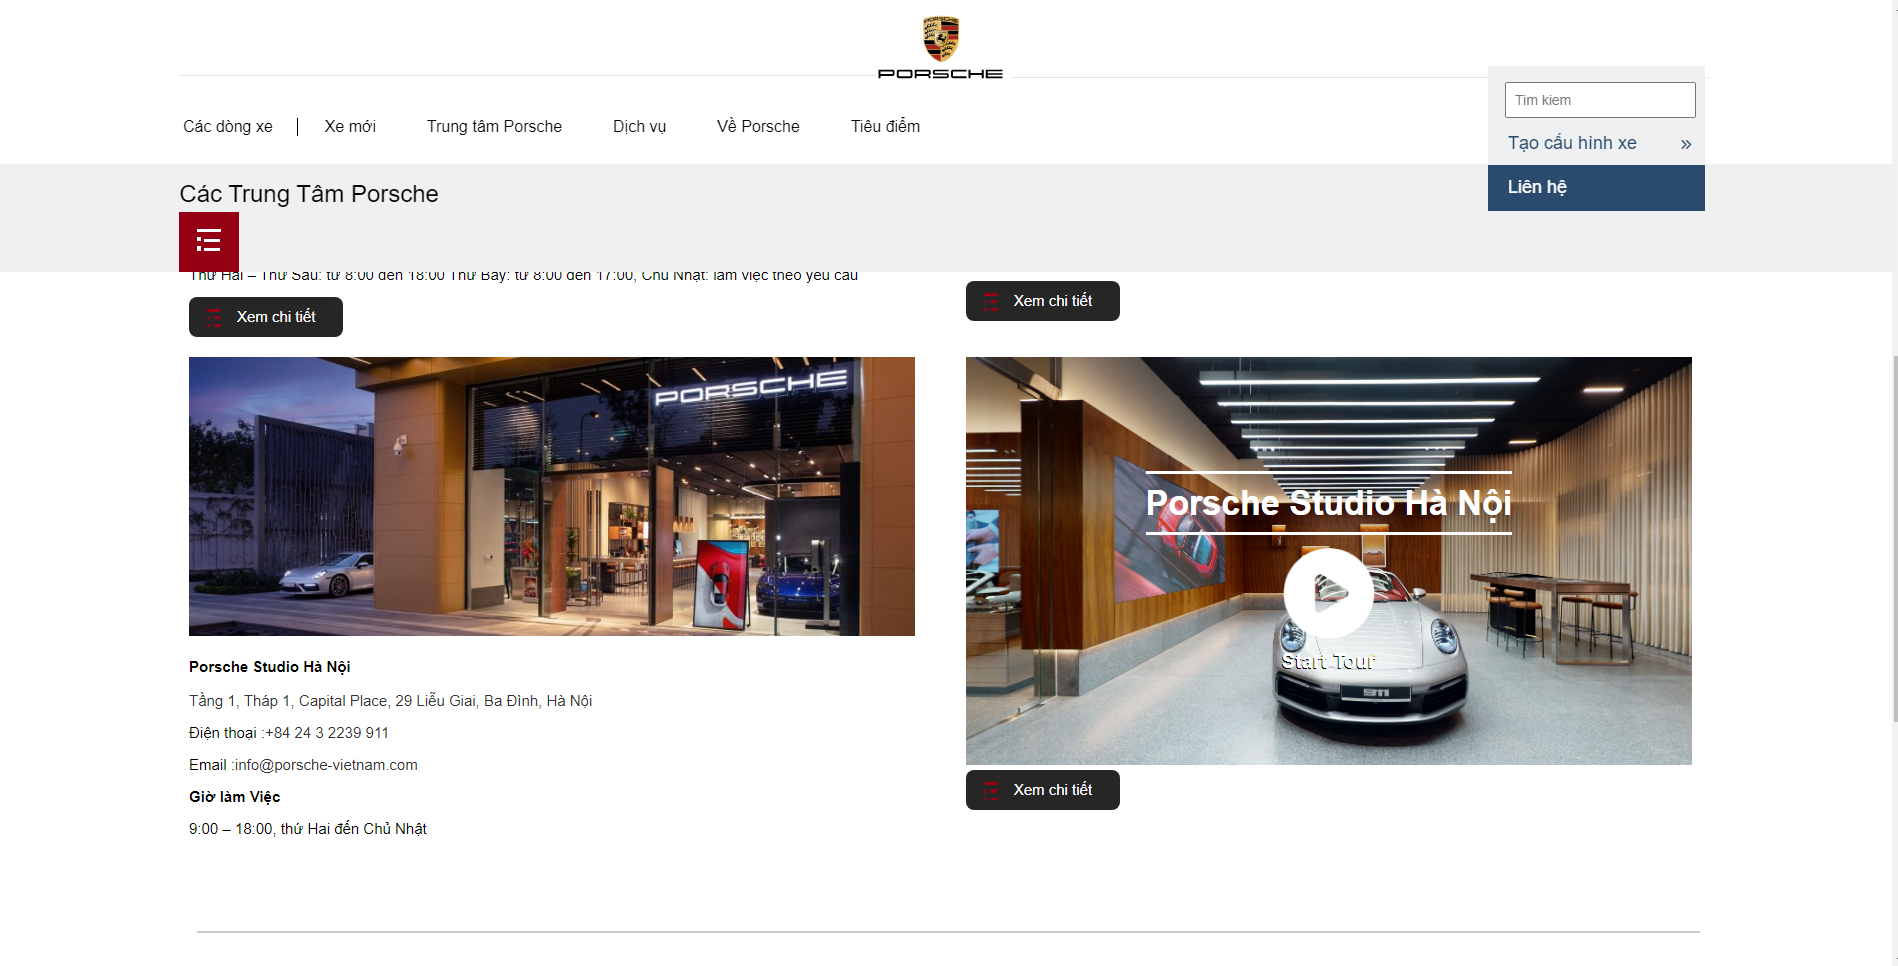 PORSCHE
Tìm kiem
Tạo cấu hình xe »
Liên hệ
Các dòng xe
Xe mới
Trung tâm Porsche
Dịch vụ
Về Porsche
Tiêu điểm
Các Trung Tâm Porsche
Thứ Hai – Thứ Sáu: từ 8:00 đến 18:00 Thứ Bảy: từ 8:00 đến 17:00, Chủ Nhật: làm việc theo yêu cầu
Xem chi tiết
Xem chi tiết
PORSCHE
Porsche Studio Hà Nội
Tầng 1, Tháp 1, Capital Place, 29 Liễu Giai, Ba Đình, Hà Nội
Điện thoại :+84 24 3 2239 911
Email :info@porsche-vietnam.com
Giờ làm Việc
9:00 – 18:00, thứ Hai đến Chủ Nhật
Porsche Studio Hà Nội
Start Tour
911
Xem chi tiết